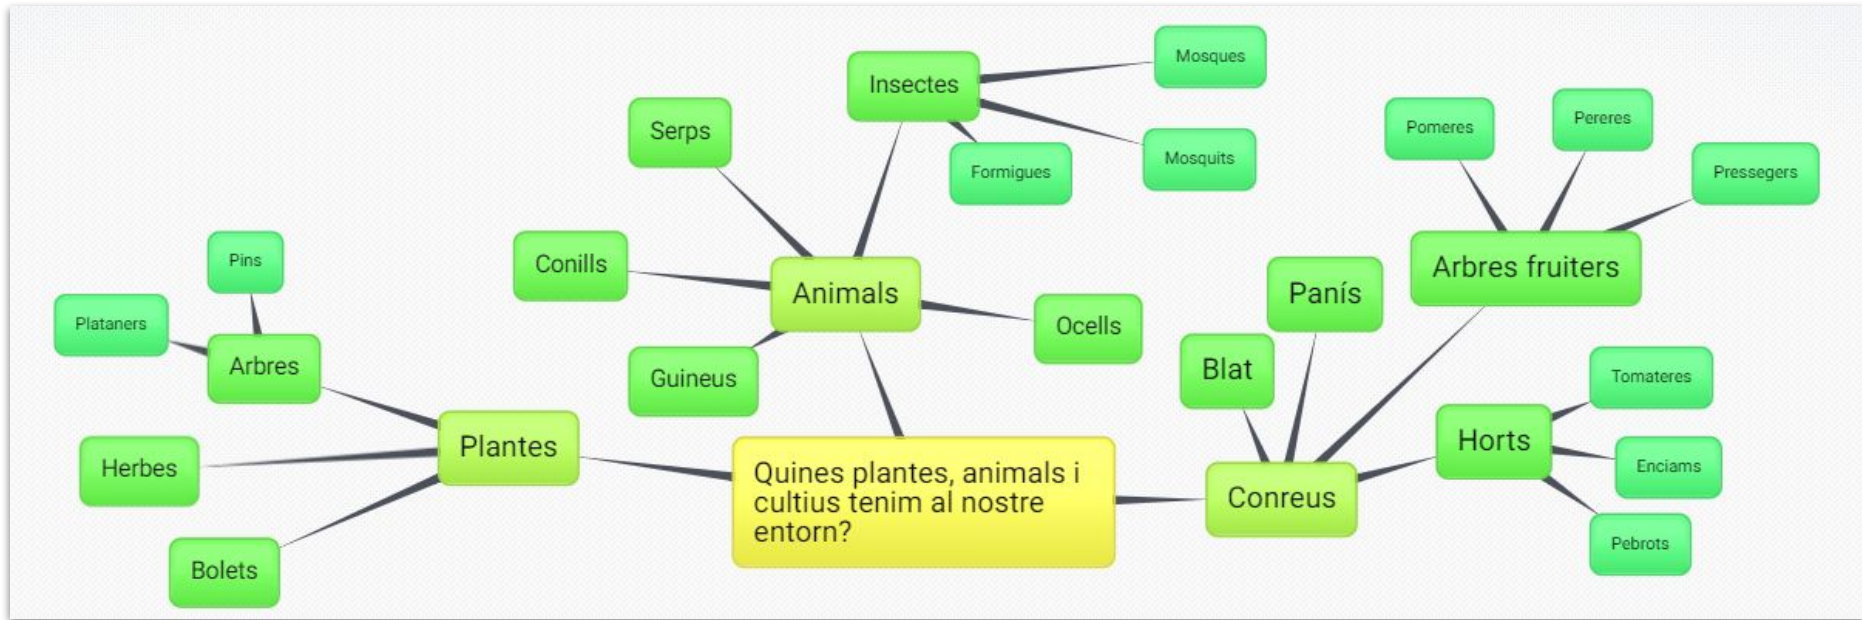 Mosques
Insectes
Pomeres
Pereres
Serps
Mosquits
Formigues
Pressegers
Pins
Conills
Animals
Arbres fruiters
Panís
Plataners
Ocells
Arbres
Guineus
Blat
Tomateres
Plantes
Horts
Herbes
Quines plantes, animals i
cultius tenim al nostre
entorn?
Enciams
Conreus
Pebrots
Bolets